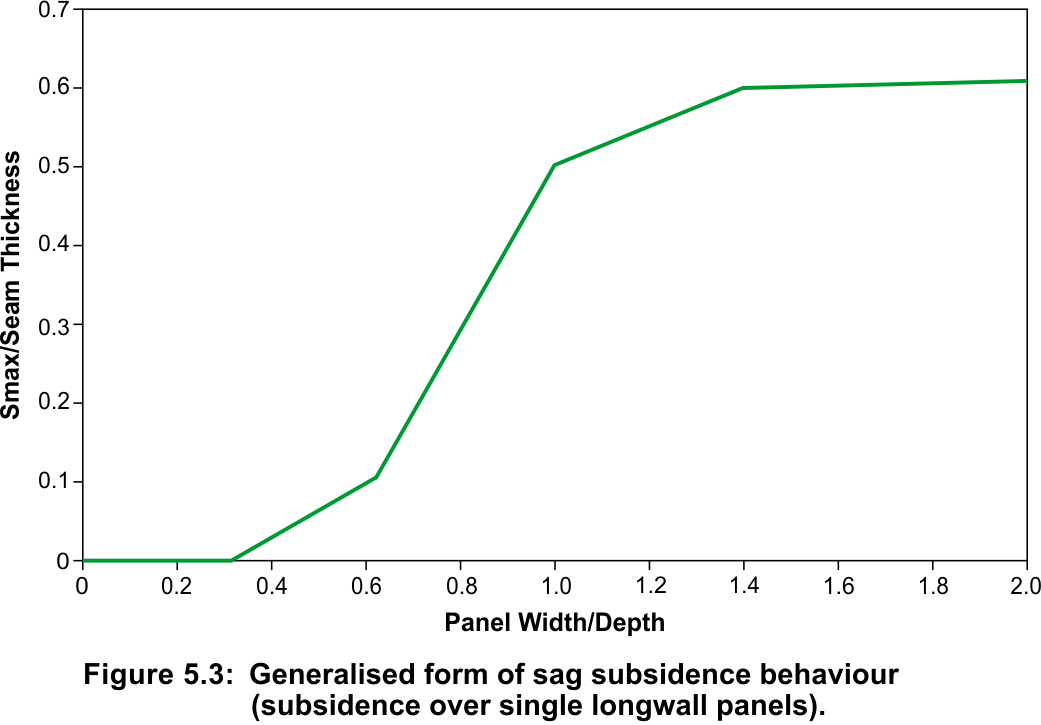 0.7
0.6
0.5
0.4
0.3
0.2
0.1
0
Smax/Seam Thickness
0 0.2 0.4 0.6 0.8 1.0 1.2 1.4 1.6 1.8 2.0
Panel Width/Depth
Figure 5.3: Generalised form of sag subsidence behaviour
(subsidence over single longwall panels).